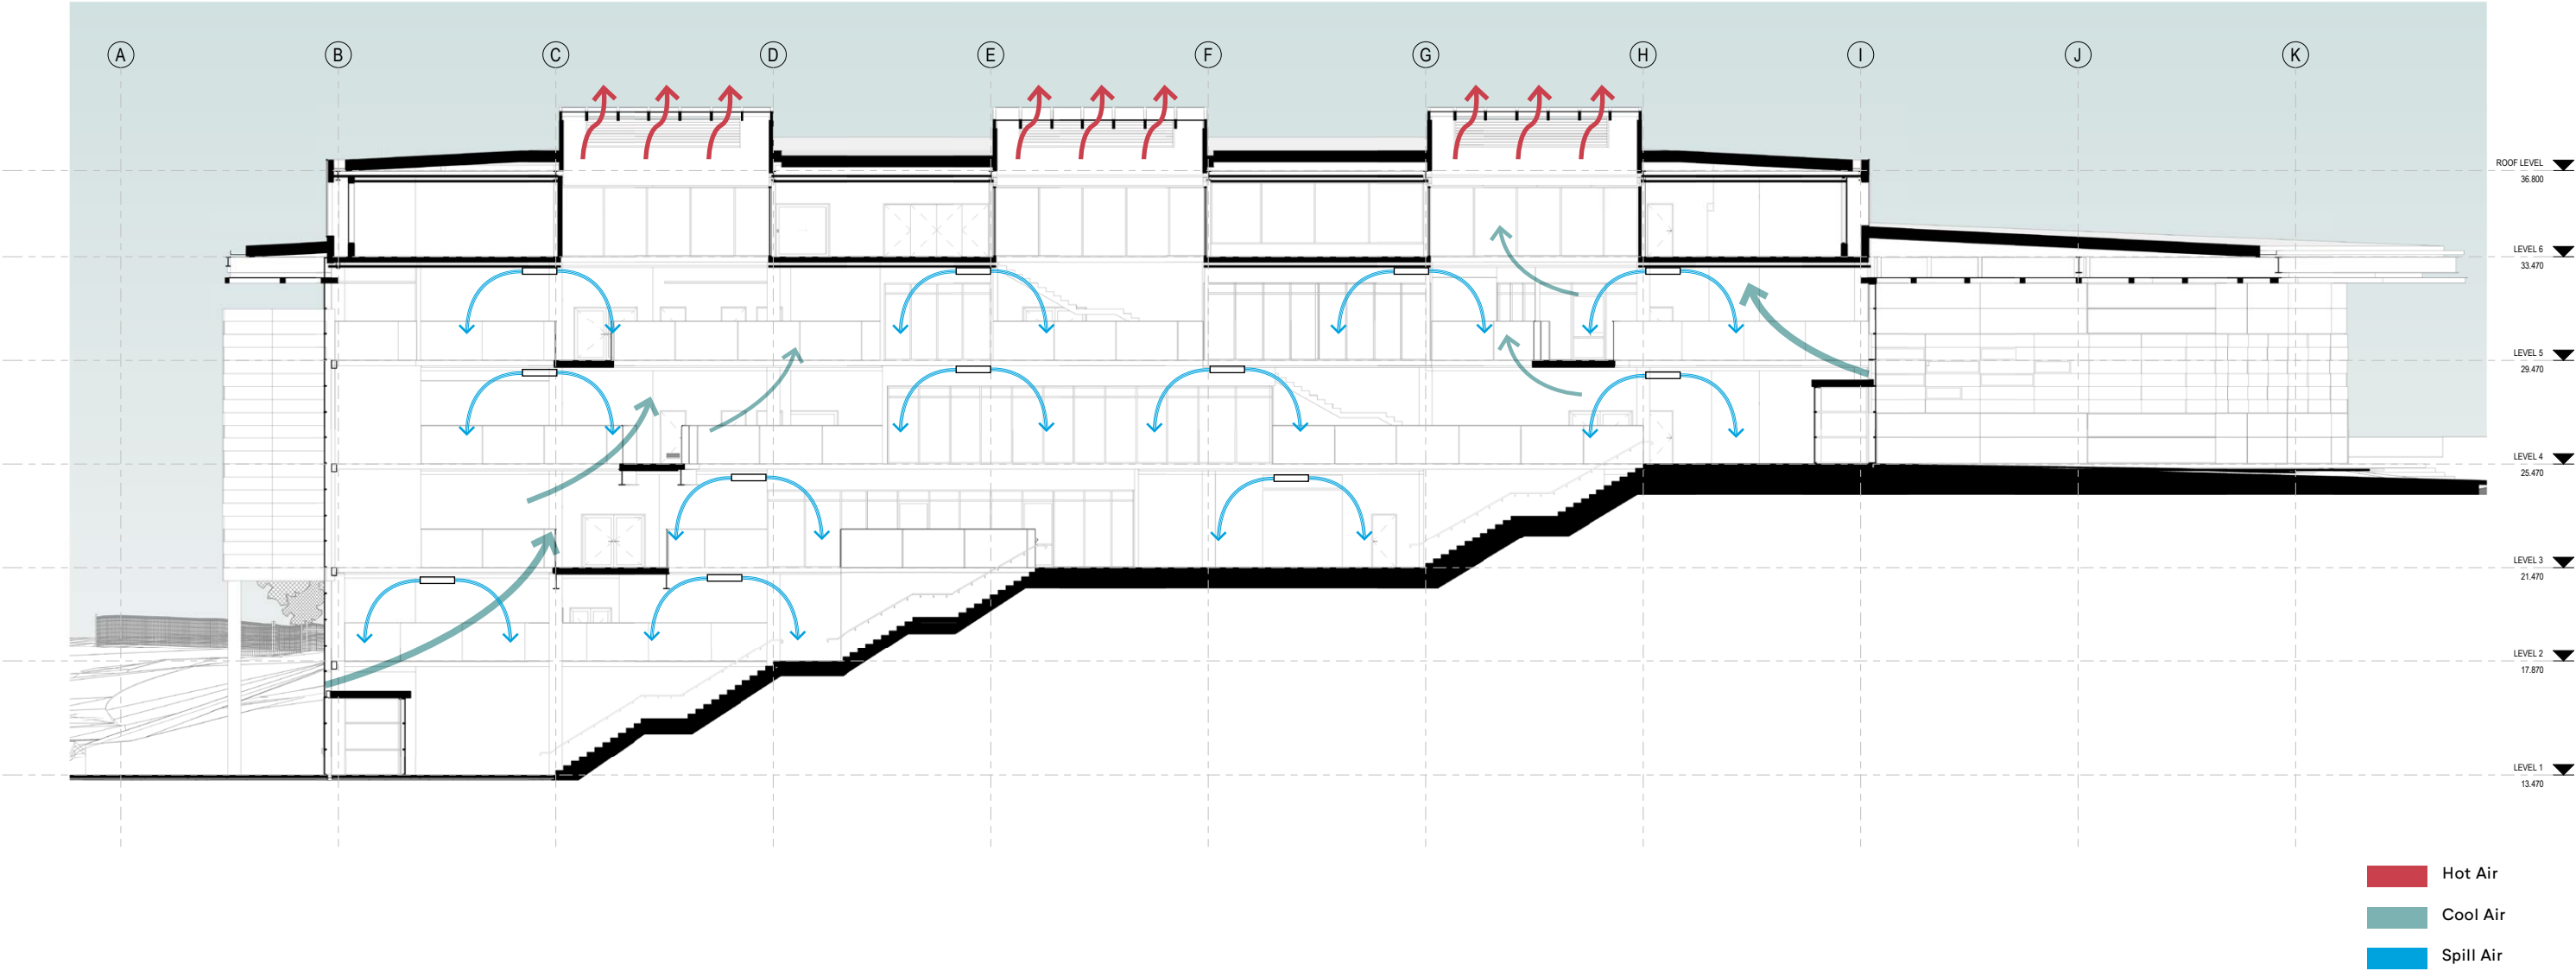 A B C D E F G H I J K
ROOF LEVEL
36.800
LEVEL 6
33.470
LEVEL 5
29.470
LEVEL 4
25.470
LEVEL 3
21.470
LEVEL 2
17.870
LEVEL 1
13.470
Hot Air
Cool Air
Spill Air